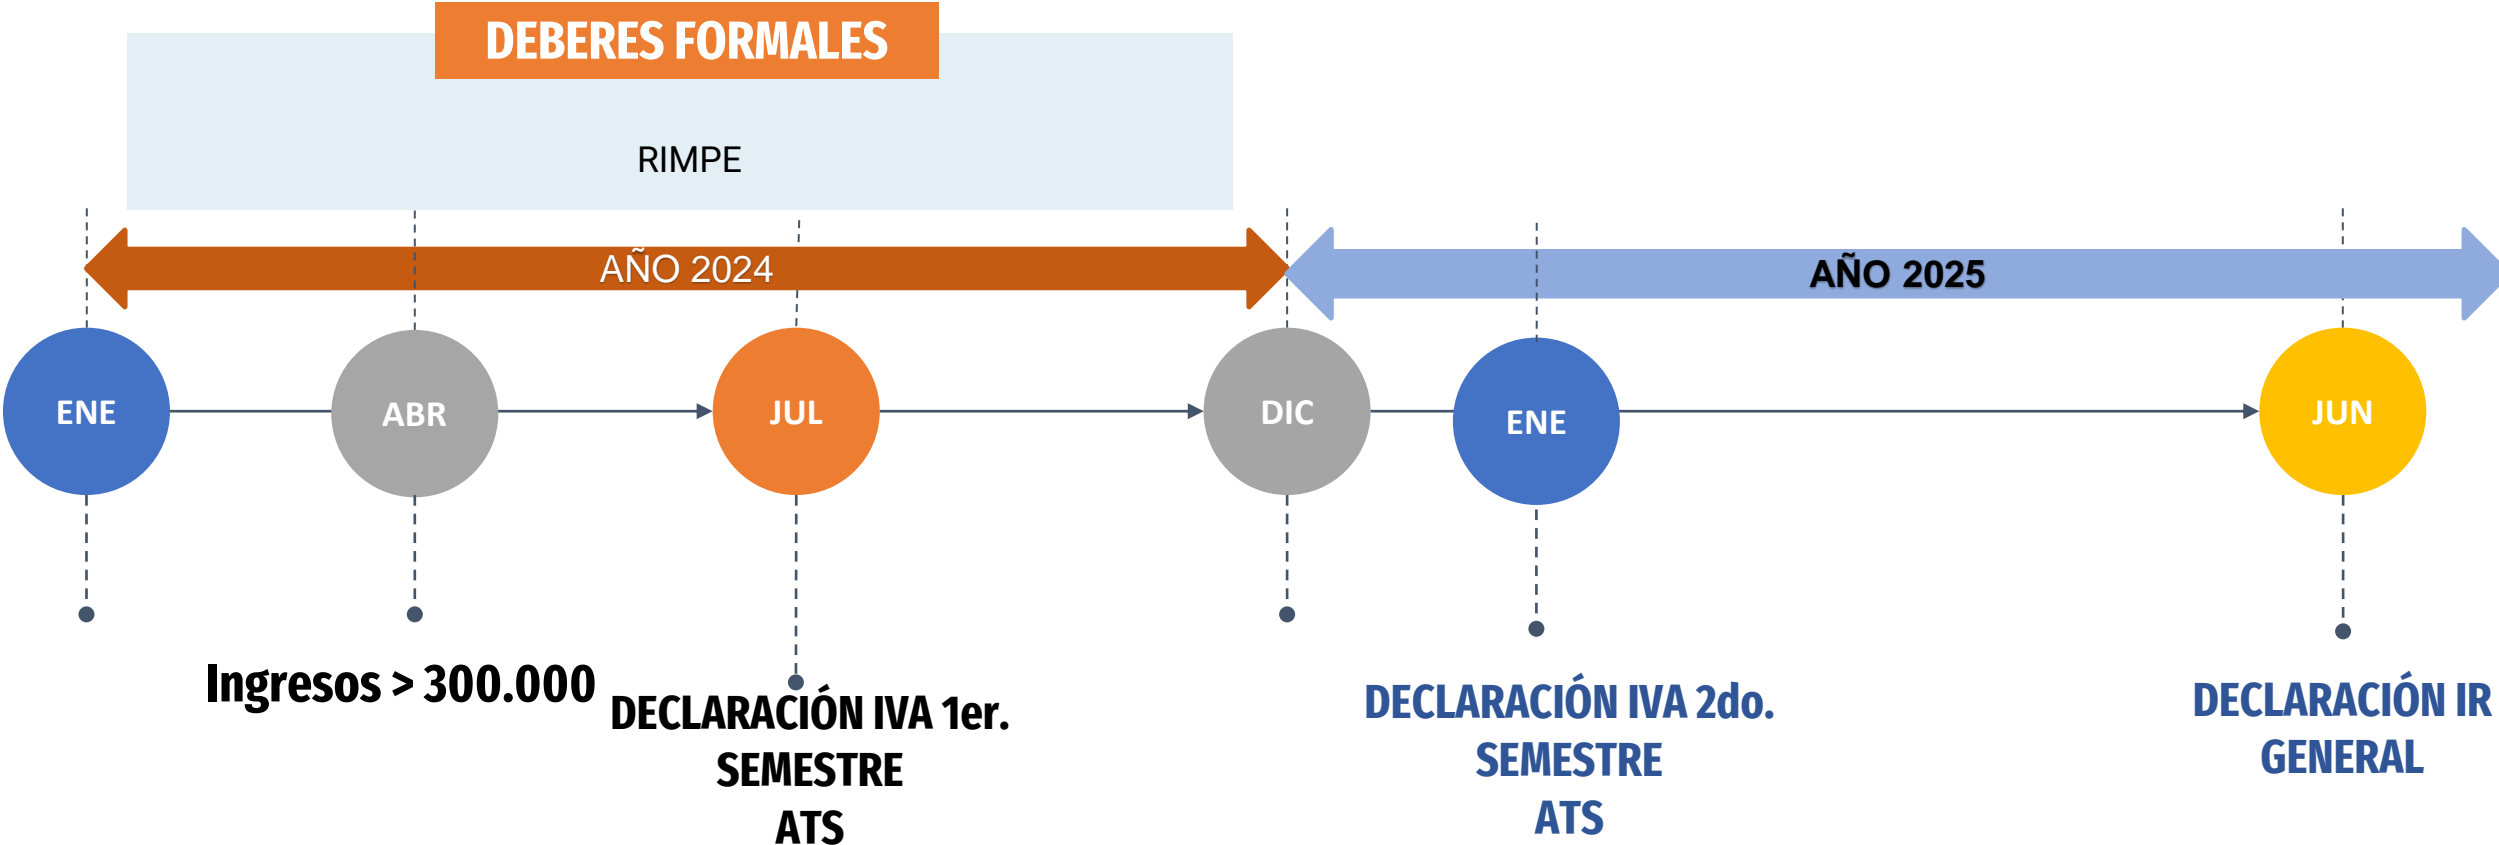 DEBERES FORMALES
RIMPE
AÑO 2024
AÑO 2025
ENE
ABR
JUL
DIC
ENE
JUN
Ingresos > 300.000
DECLARACIÓN IVA 1er.
SEMESTRE
ATS
DECLARACIÓN IVA 2do.
SEMESTRE
ATS
DECLARACIÓN IR
GENERAL